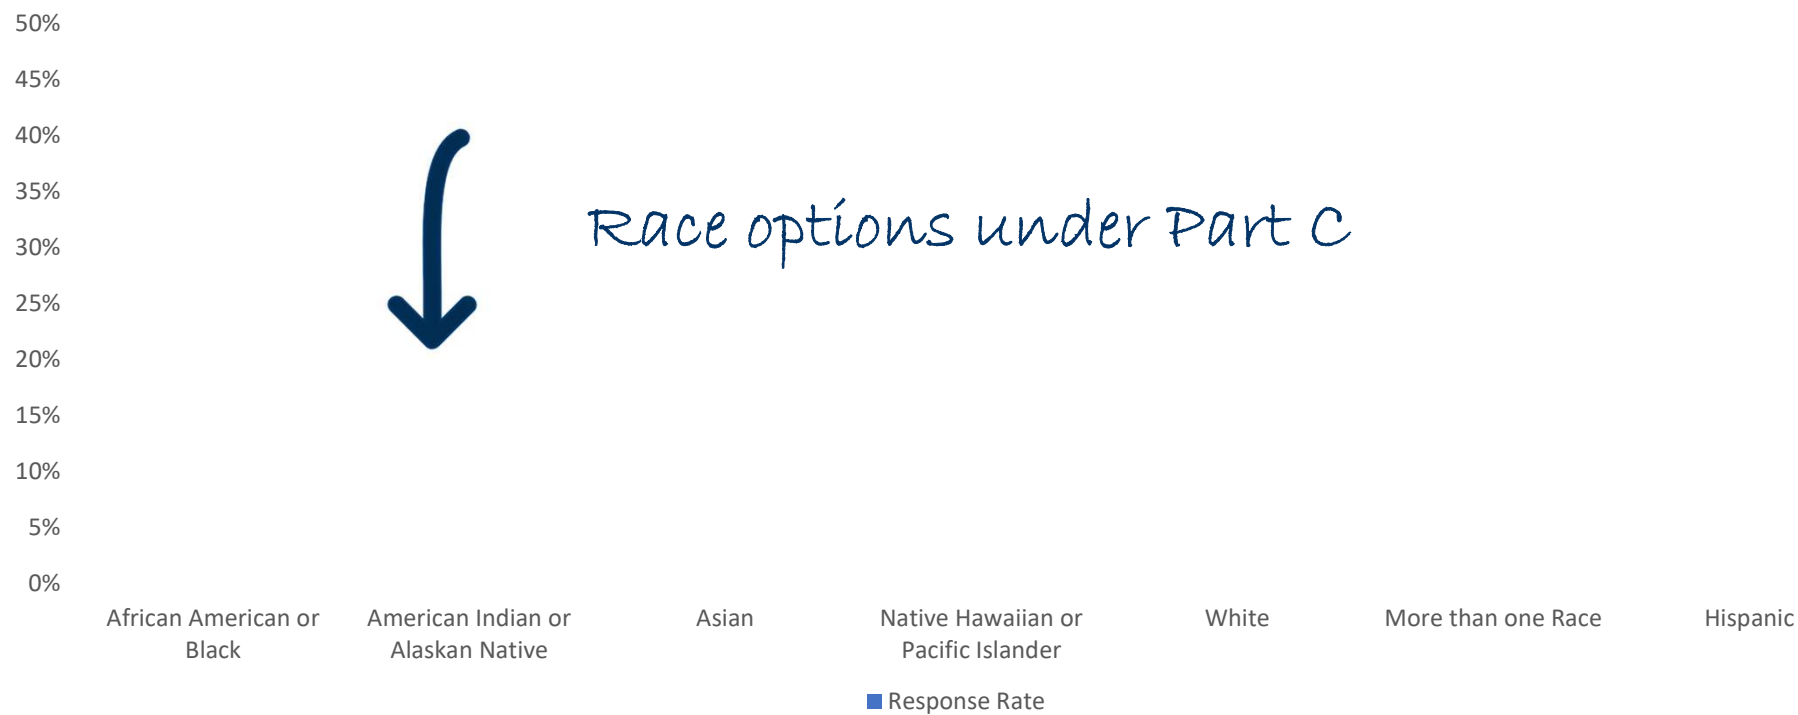 50%
45%
40%
35%
Race options under Part C
30%
25%
20%
15%
10%
5%
0%
African American or
Black
American Indian or
Alaskan Native
Asian
Native Hawaiian or
Pacific Islander
White
More than one Race
Hispanic
Response Rate